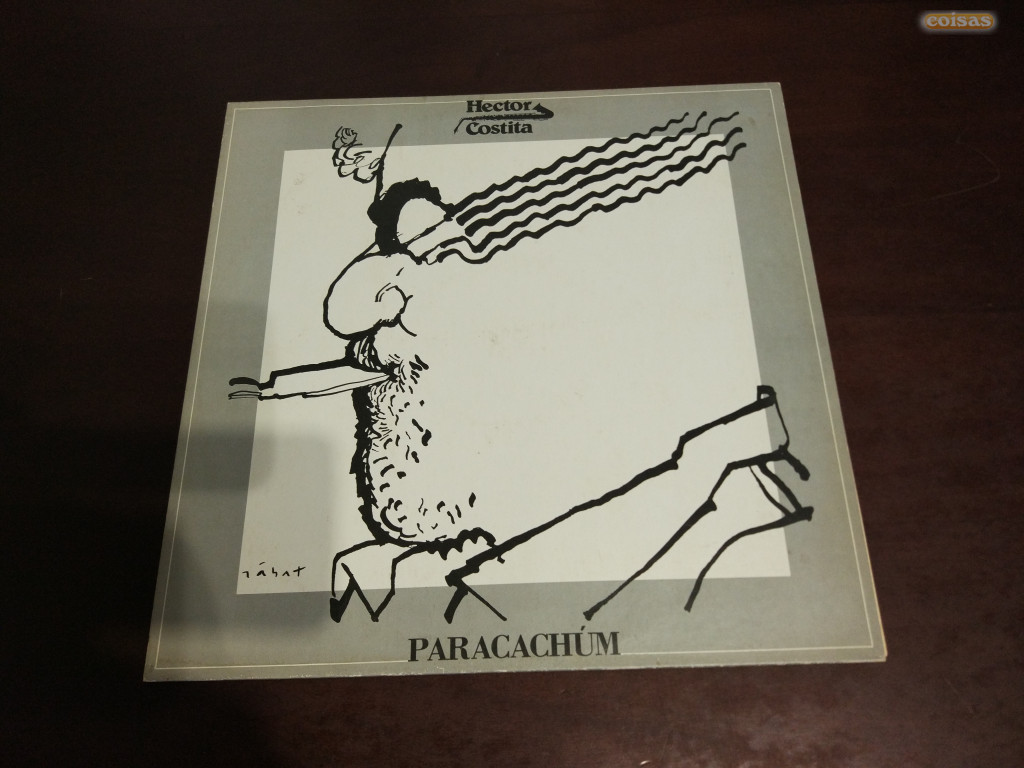 coisas
Hector
Costita
PARACACHÚM